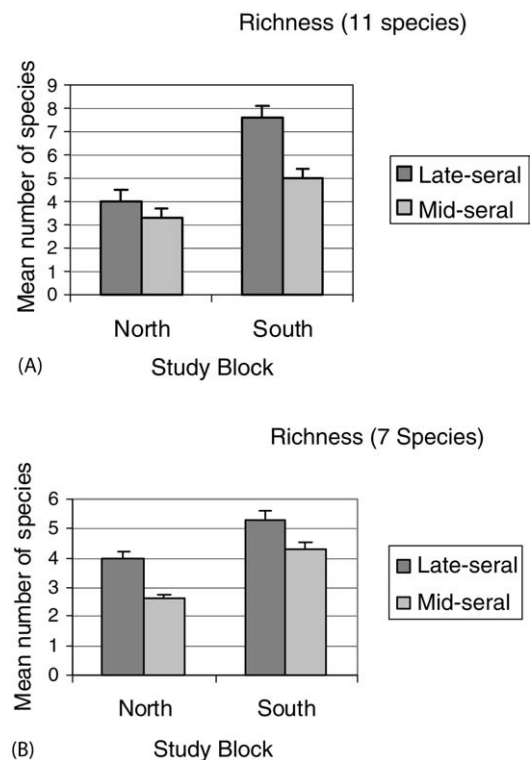 Richness (11 species)
Mean number of species
9
8
7
6
5
4
3
2
1
0
North South
Late-seral
Mid-seral
(A) Study Block
Richness (7 Species)
Mean number of species
6
5
4
3
2
1
0
North South
Late-seral
Mid-seral
(B) Study Block